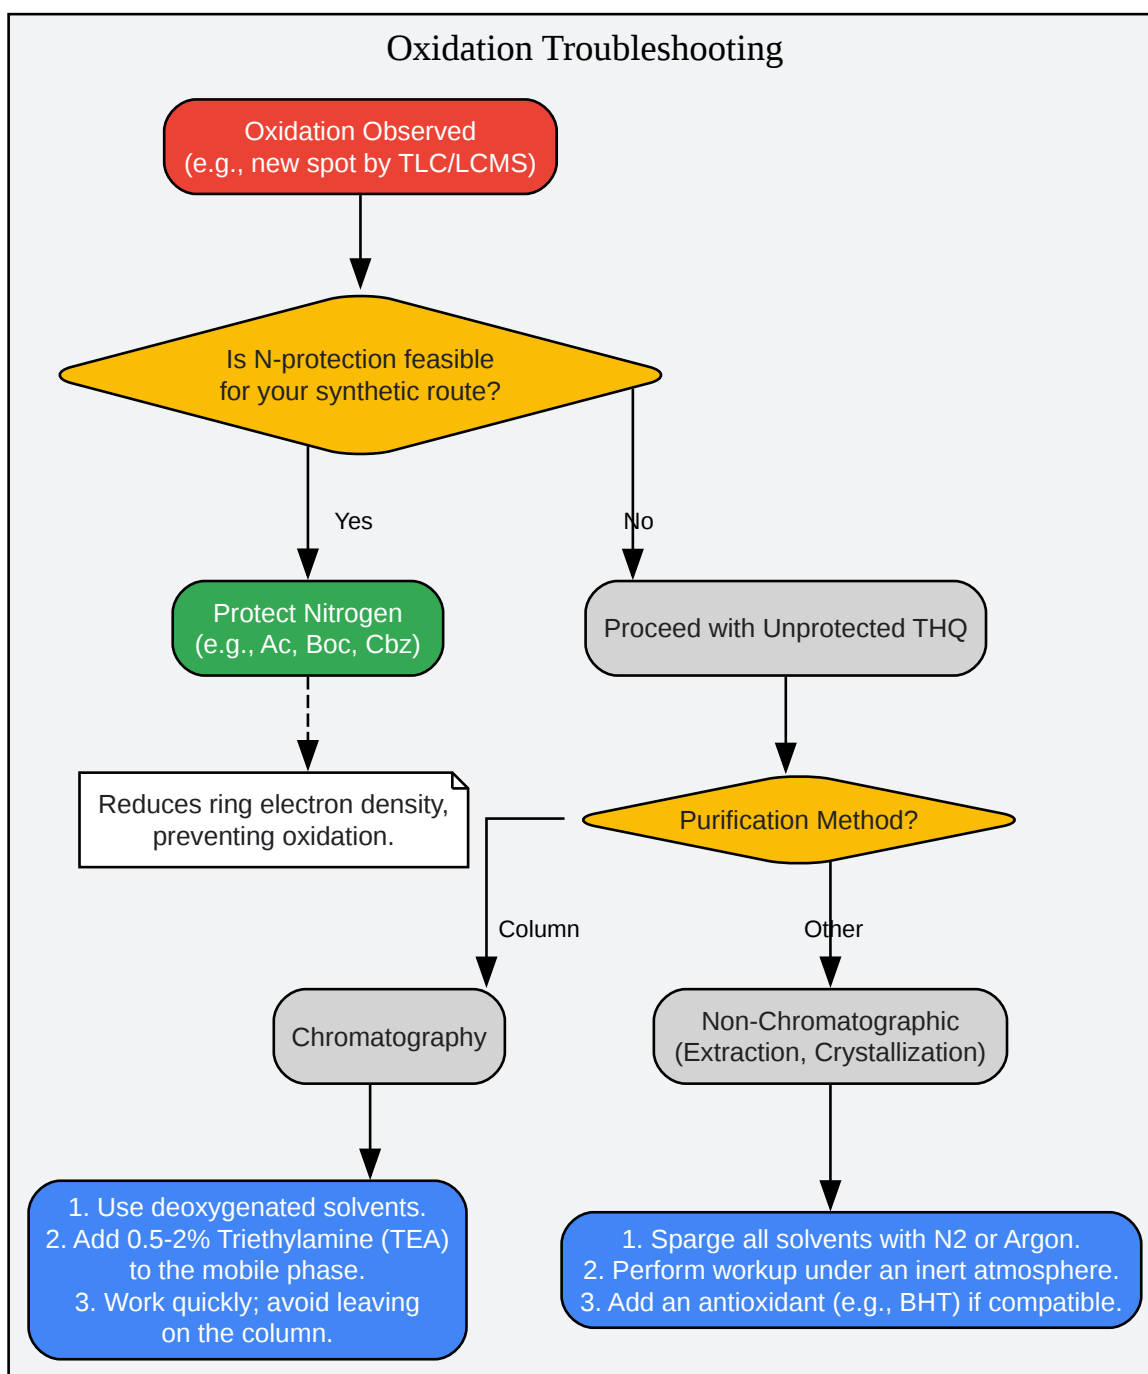 Oxidation Troubleshooting
Oxidation Observed
(e.g., new spot by TLC/LCMS)
Is N-protection feasible
for your synthetic route?
Yes
No
Protect Nitrogen
(e.g., Ac, Boc, Cbz)
Proceed with Unprotected THQ
Reduces ring electron density,
preventing oxidation.
Purification Method?
Column
Other
Chromatography
Non-Chromatographic
(Extraction, Crystallization)
1. Use deoxygenated solvents.
2. Add 0.5-2% Triethylamine (TEA)
to the mobile phase.
3. Work quickly; avoid leaving
on the column.
1. Sparge all solvents with N2 or Argon.
2. Perform workup under an inert atmosphere.
3. Add an antioxidant (e.g., BHT) if compatible.